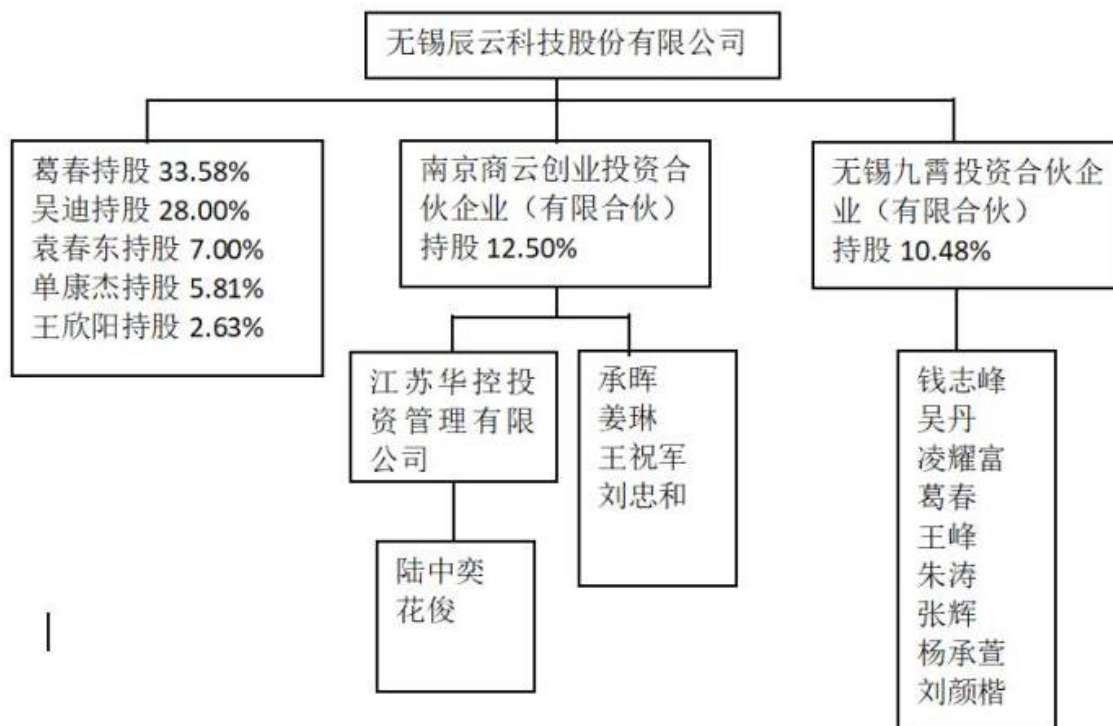 无锡辰云科技股份有限公司
葛春持股 33.58%
吴迪持股 28.00%
袁春东持股 7.00%
单康杰持股 5.81%
王欣阳持股 2.63%
南京商云创业投资合
伙企业（有限合伙）
持股 12.50%
无锡九霄投资合伙企
业（有限合伙）
持股 10.48%
江苏华控投
资管理有限
公司
承晖
姜琳
王祝军
刘忠和
陆中奕
花俊
钱志峰
吴丹
凌耀富
葛春
王峰
朱涛
张辉
杨承萱
刘颜楷